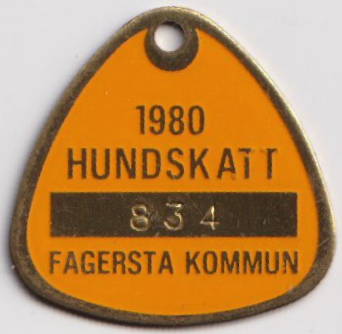 1980
HUNDSKATT
834
FAGERSTA KOMMUN